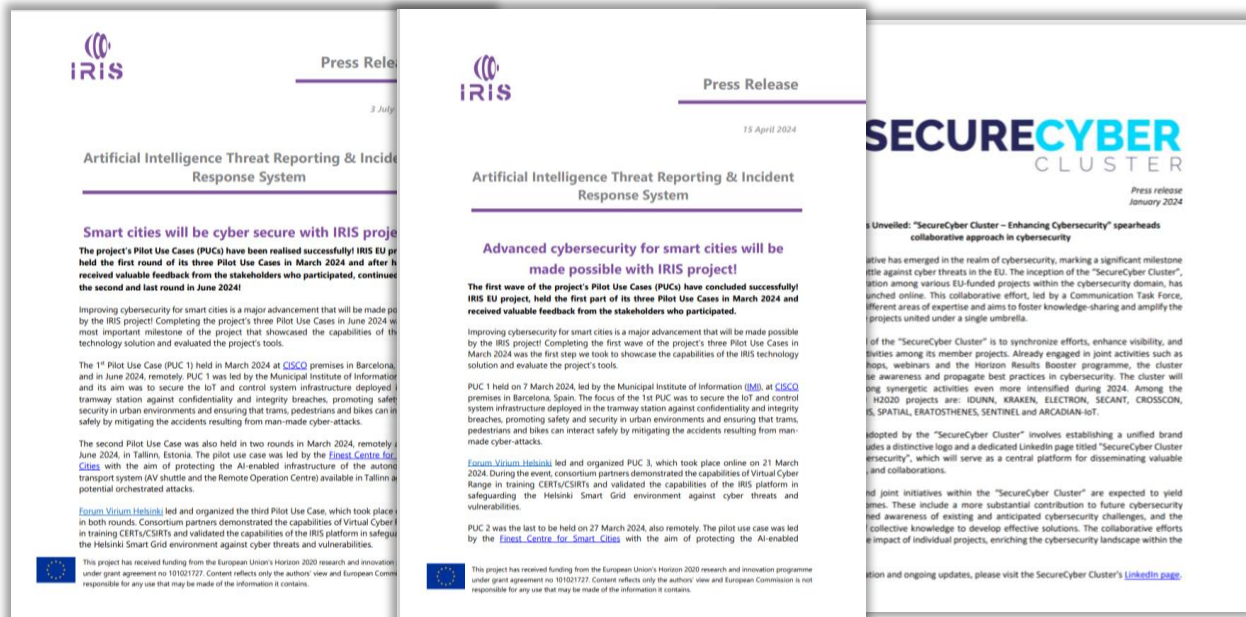 IRIS
Press Rele
3 July
Artificial Intelligence Threat Reporting & Incide
Response System
Smart cities will be cyber secure with IRIS proje
The project's Pilot Use Cases (PUCs) have been realised successfully! IRIS EU pr
held the first round of its three Pilot Use Cases in March 2024 and after h
received valuable feedback from the stakeholders who participated, continue
the second and last round in June 2024!
Improving cybersecurity for smart cities is a major advancement that will be made po
by the IRIS project! Completing the project's three Pilot Use Cases in June 2024 w
most important milestone of the project that showcased the capabilities of th
technology solution and evaluated the project's tools.
The 1st Pilot Use Case (PUC 1) held in March 2024 at CISCO premises in Barcelona,
and in June 2024, remotely. PUC 1 was led by the Municipal Institute of Information
and its aim was to secure the IoT and control system infrastructure deployed
tramway station against confidentiality and integrity breaches, promoting safet
security in urban environments and ensuring that trams, pedestrians and bikes can in
safely by mitigating the accidents resulting from man-made cyber-attacks.
The second Pilot Use Case was also held in two rounds in March 2024, remotely a
June 2024, in Tallinn, Estonia. The pilot use case was led by the Finest Centre for
Cities with the aim of protecting the AI-enabled infrastructure of the autono
transport system (AV shuttle and the Remote Operation Centre) available in Tallinn a
potential orchestrated attacks.
Forum Virium Helsinki led and organized the third Pilot Use Case, which took place
in both rounds. Consortium partners demonstrated the capabilities of Virtual Cyber
in training CERTs/CSIRTs and validated the capabilities of the IRIS platform in safegua
the Helsinki Smart Grid environment against cyber threats and vulnerabilities.
This project has received funding from the European Union's Horizon 2020 research and innovation
under grant agreement no 101021727. Content reflects only the authors' view and European Comm
responsible for any use that may be made of the information it contains.
IRIS
Press Release
15 April 2024
Artificial Intelligence Threat Reporting & Incident
Response System
Advanced cybersecurity for smart cities will be
made possible with IRIS project!
The first wave of the project's Pilot Use Cases (PUCs) have concluded successfully!
IRIS EU project, held the first part of its three Pilot Use Cases in March 2024 and
received valuable feedback from the stakeholders who participated.
Improving cybersecurity for smart cities is a major advancement that will be made possible
by the IRIS project! Completing the first wave of the project's three Pilot Use Cases in
March 2024 was the first step we took to showcase the capabilities of the IRIS technology
solution and evaluate the project's tools.
PUC 1 held on 7 March 2024, led by the Municipal Institute of Information (IMI), at CISCO
premises in Barcelona, Spain. The focus of the 1st PUC was to secure the IoT and control
system infrastructure deployed in the tramway station against confidentiality and integrity
breaches, promoting safety and security in urban environments and ensuring that trams,
pedestrians and bikes can interact safely by mitigating the accidents resulting from man-
made cyber-attacks.
Forum Virium Helsinki led and organized PUC 3, which took place online on 21 March
2024. During the event, consortium partners demonstrated the capabilities of Virtual Cyber
Range in training CERTs/CSIRTs and validated the capabilities of the IRIS platform in
safeguarding the Helsinki Smart Grid environment against cyber threats and
vulnerabilities.
PUC 2 was the last to be held on 27 March 2024, also remotely. The pilot use case was led
by the Finest Centre for Smart Cities with the aim of protecting the AI-enabled
This project has received funding from the European Union's Horizon 2020 research and innovation programme
under grant agreement no 101021727. Content reflects only the authors' view and European Commission is not
responsible for any use that may be made of the information it contains.
SECURECYBER
CLUSTER
Press release
January 2024
s Unveiled: "SecureCyber Cluster – Enhancing Cybersecurity" spearheads
collaborative approach in cybersecurity
ative has emerged in the realm of cybersecurity, marking a significant milestone
ttle against cyber threats in the EU. The inception of the "SecureCyber Cluster",
ation among various EU-funded projects within the cybersecurity domain, has
unched online. This collaborative effort, led by a Communication Task Force,
fferent areas of expertise and aims to foster knowledge-sharing and amplify the
projects united under a single umbrella.
of the "SecureCyber Cluster" is to synchronize efforts, enhance visibility, and
tivities among its member projects. Already engaged in joint activities such as
hops, webinars and the Horizon Results Booster programme, the cluster
se awareness and propagate best practices in cybersecurity. The cluster will
ong synergetic activities even more intensified during 2024. Among the
H2020 projects are: IDUNN, KRAKEN, ELECTRON, SECANT, CROSSCON,
S, SPATIAL, ERATOSTHENES, SENTINEL and ARCADIAN-IoT.
adopted by the "SecureCyber Cluster" involves establishing a unified brand
udes a distinctive logo and a dedicated LinkedIn page titled "SecureCyber Cluster
ersecurity", which will serve as a central platform for disseminating valuable
and collaborations.
nd joint initiatives within the "SecureCyber Cluster" are expected to yield
omes. These include a more substantial contribution to future cybersecurity
ned awareness of existing and anticipated cybersecurity challenges, and the
collective knowledge to develop effective solutions. The collaborative efforts
e impact of individual projects, enriching the cybersecurity landscape within the
tion and ongoing updates, please visit the SecureCyber Cluster's LinkedIn page.